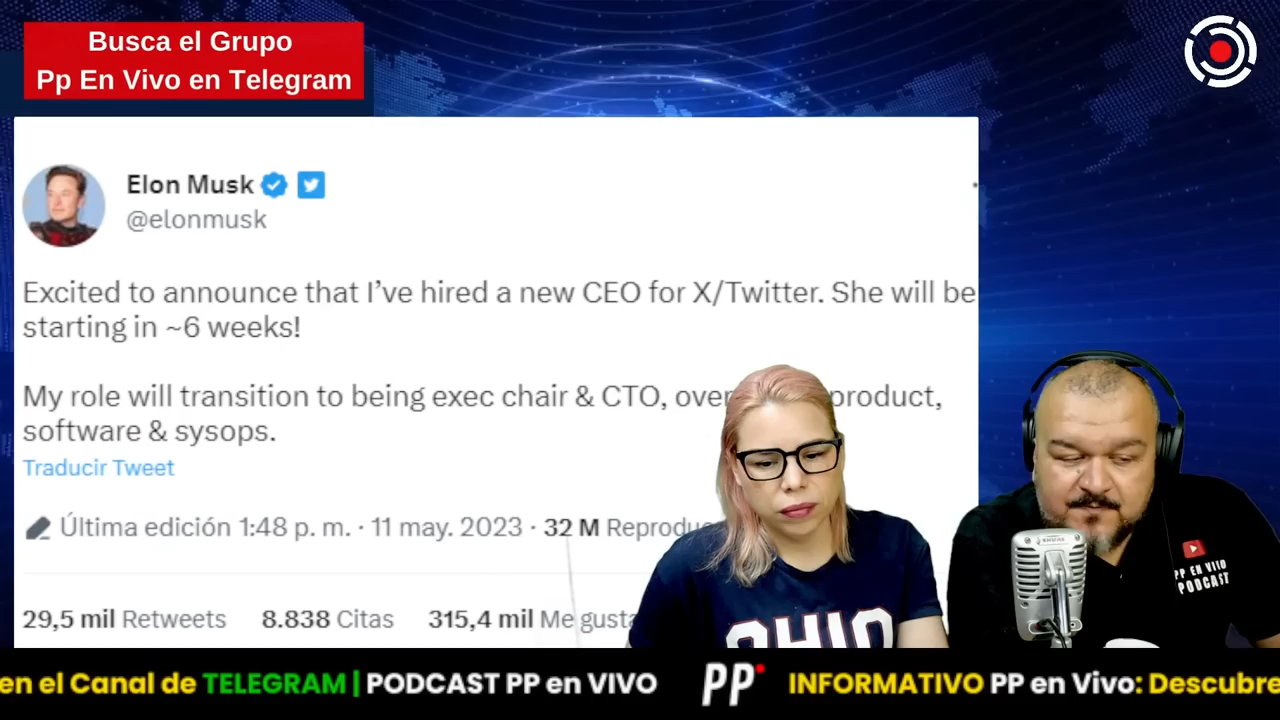 Busca el Grupo
Pp En Vivo en Telegram
Elon Musk
@elonmusk
Excited to announce that I've hired a new CEO for X/Twitter. She will be
starting in ~6 weeks!
My role will transition to being exec chair & CTO, product,
software & sysops.
Traducir Tweet
Última edición 1:48 p. m. · 11 may. 2023 · 32 M
29,5 mil Retweets 8.838 Citas 315,4 mil Me gusta
OHIO
PP EN VIVO
PODCAST
en el Canal de TELEGRAM | PODCAST PP en VIVO PP INFORMATIVO PP en Vivo: Descubre